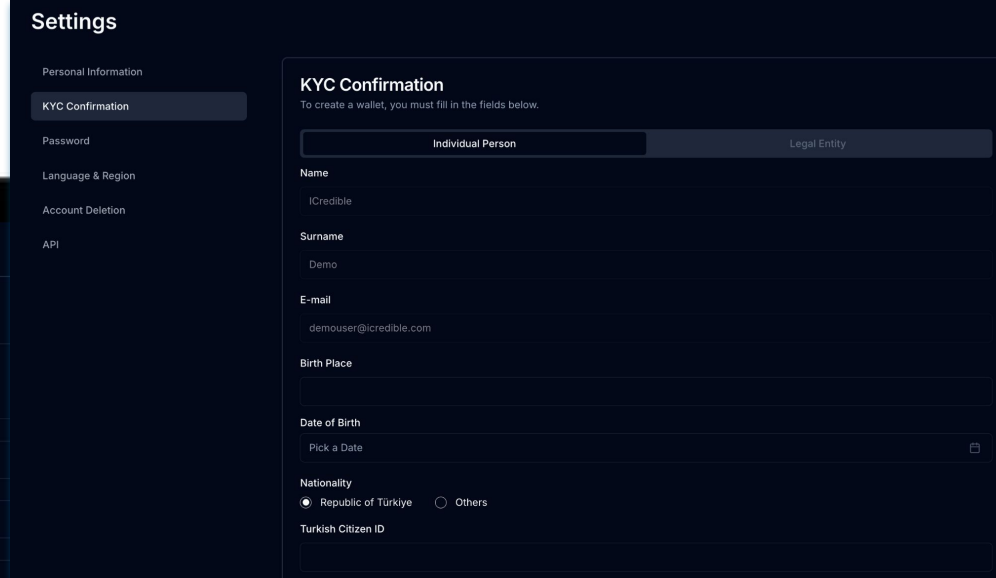 Settings
Personal Information
KYC Confirmation
Password
Language & Region
Account Deletion
API
KYC Confirmation
To create a wallet, you must fill in the fields below.
Individual Person
Legal Entity
Name
ICredible
Surname
Demo
E-mail
demouser@icredible.com
Birth Place
Date of Birth
Pick a Date
Nationality
Republic of Türkiye
Others
Turkish Citizen ID